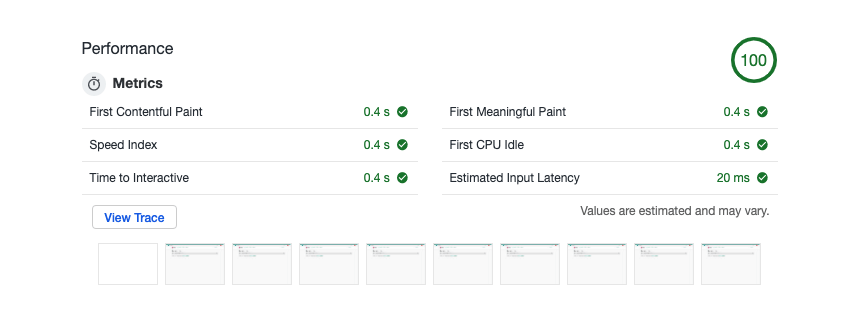 Performance
100
Metrics
First Contentful Paint 0.4 s
First Meaningful Paint 0.4 s
Speed Index 0.4 s
First CPU Idle 0.4 s
Time to Interactive 0.4 s
Estimated Input Latency 20 ms
View Trace
Values are estimated and may vary.